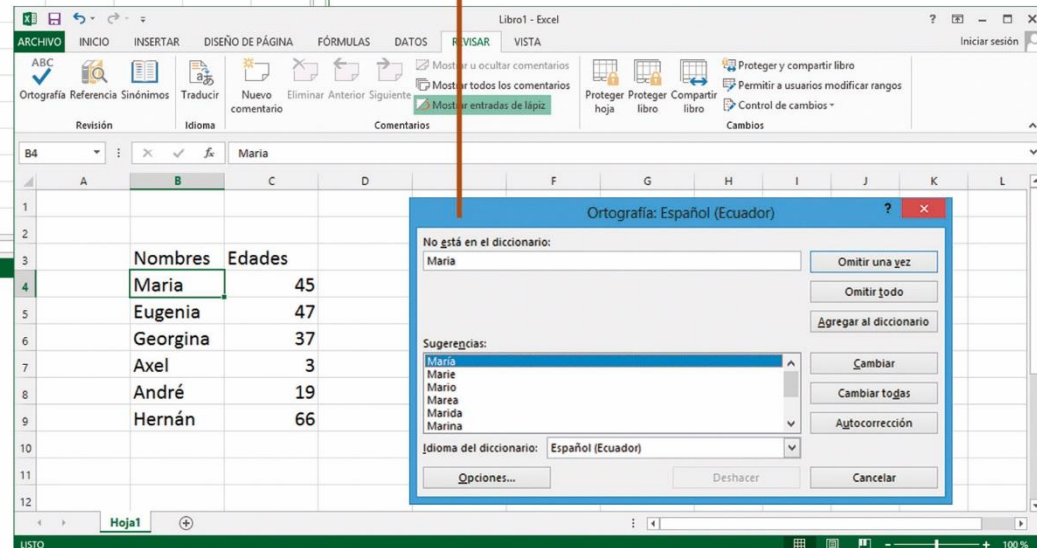 Libro1 - Excel
ARCHIVO INICIO INSERTAR DISEÑO DE PÁGINA FÓRMULAS DATOS REVISAR VISTA Iniciar sesión
ABC
Ortografía Referencia Sinónimos Traducir Nuevo comentario Eliminar Anterior Siguiente
Mostrar u ocultar comentarios
Mostrar todos los comentarios
Mostrar entradas de lápiz
Proteger hoja Proteger libro Compartir libro
Proteger y compartir libro
Permitir a usuarios modificar rangos
Control de cambios
Revisión Idioma Comentarios Cambios
B4 fx Maria
A B C D F G H I J K L
1
2
3 Nombres Edades
4 Maria 45
5 Eugenia 47
6 Georgina 37
7 Axel 3
8 André 19
9 Hernán 66
10
11
12
Ortografía: Español (Ecuador)
No está en el diccionario:
Maria
Omitir una vez
Omitir todo
Agregar al diccionario
Sugerencias:
María
Marie
Mario
Marea
Marida
Marina
Cambiar
Cambiar todas
Autocorrección
Idioma del diccionario: Español (Ecuador)
Opciones... Deshacer Cancelar
Hoja1
LISTO 100 %